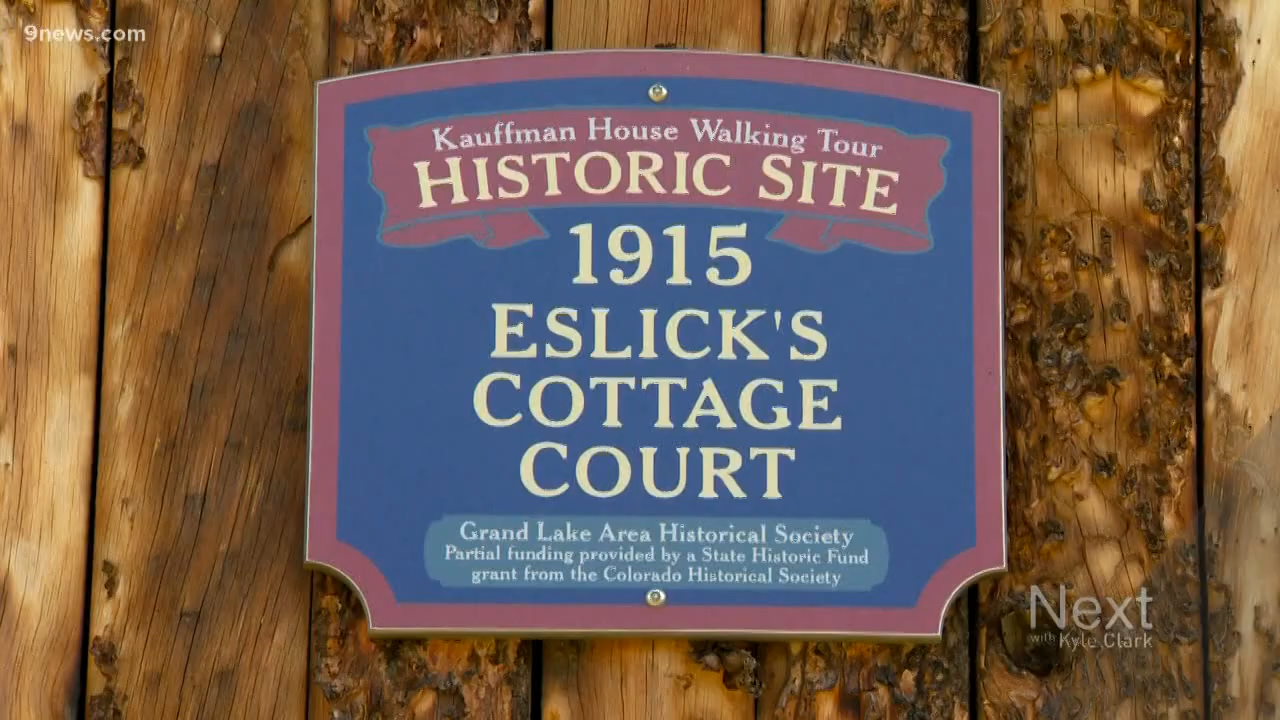 9news.com
Kauffman House Walking Tour
HISTORIC SITE
1915
ESLICK'S
COTTAGE
COURT
Grand Lake Area Historical Society
Partial funding provided by a State Historic Fund
grant from the Colorado Historical Society
Next
with Kyle Clark